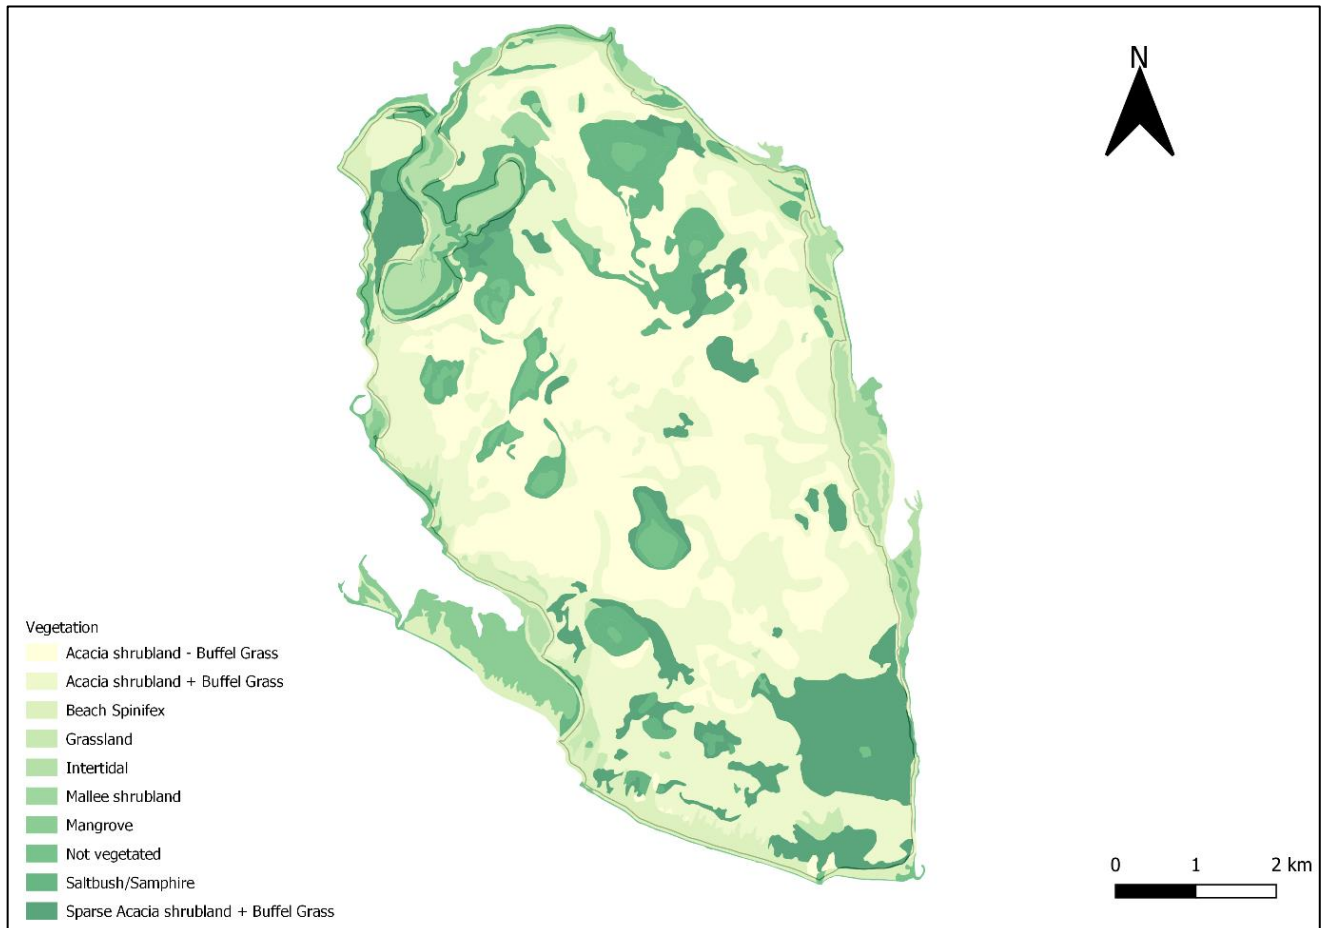 N
Vegetation
Acacia shrubland - Buffel Grass
Acacia shrubland + Buffel Grass
Beach Spinifex
Grassland
Intertidal
Mallee shrubland
Mangrove
Not vegetated
Saltbush/Samphire
Sparse Acacia shrubland + Buffel Grass
0 1 2 km